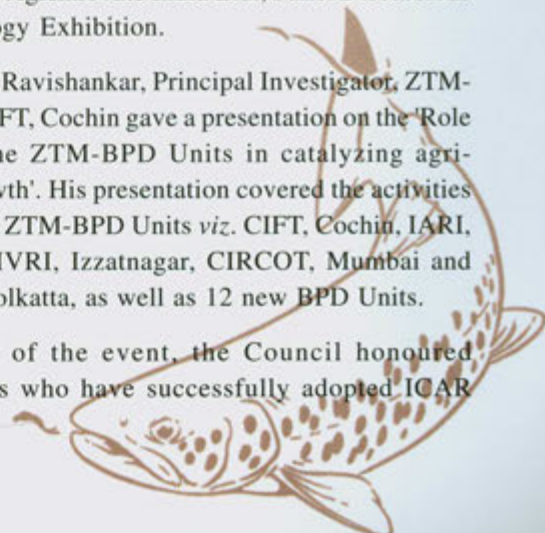 gy Exhibition.
Ravishankar, Principal Investigator, ZTM-
FT, Cochin gave a presentation on the 'Role
e ZTM-BPD Units in catalyzing agri-
vth'. His presentation covered the activities
ZTM-BPD Units viz. CIFT, Cochin, IARI,
IVRI, Izzatnagar, CIRCOT, Mumbai and
olkatta, as well as 12 new BPD Units.
of the event, the Council honoured
s who have successfully adopted ICAR